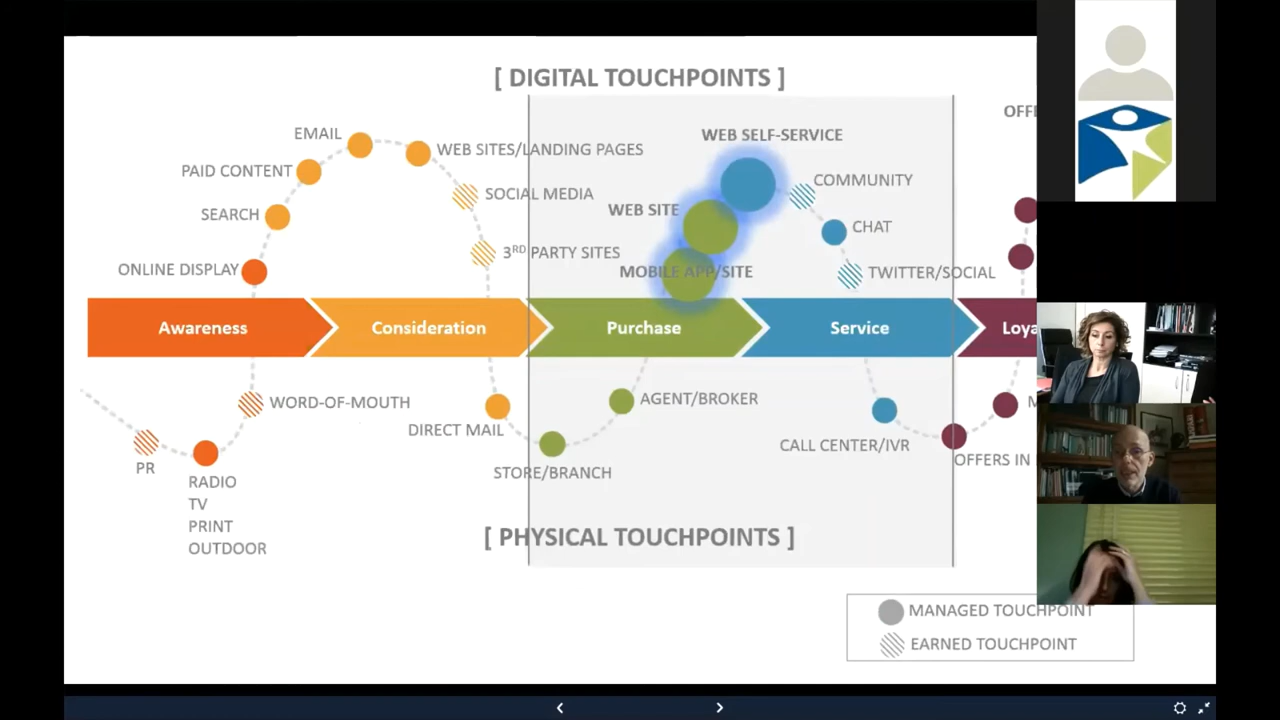 [ DIGITAL TOUCHPOINTS ]
OFFE
EMAIL
WEB SITES/LANDING PAGES
WEB SELF-SERVICE
PAID CONTENT
SOCIAL MEDIA
COMMUNITY
SEARCH
WEB SITE
CHAT
3RD PARTY SITES
ONLINE DISPLAY
MOBILE APP/SITE
TWITTER/SOCIAL
Awareness
Consideration
Purchase
Service
Loya
WORD-OF-MOUTH
DIRECT MAIL
AGENT/BROKER
CALL CENTER/IVR
OFFERS IN
PR
STORE/BRANCH
RADIO
TV
PRINT
OUTDOOR
[ PHYSICAL TOUCHPOINTS ]
MANAGED TOUCHPOINT
EARNED TOUCHPOINT